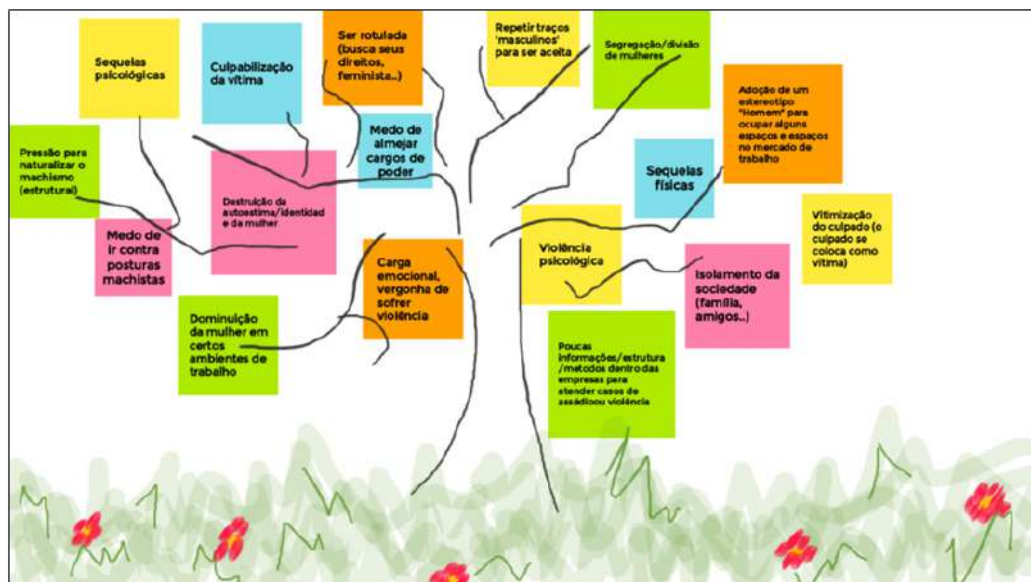 Sequelas
psicológicas
Culpabilização
da vítima
Ser rotulada
(busca seus
direitos,
feminista..)
Repetir traços
'masculinos'
para ser aceita
Segregação/divisão
de mulheres
Adoção de um
estereotipo
"Homem" para
ocupar alguns
espaços e espaços
no mercado de
trabalho
Pressão para
naturalizar o
machismo
(estrutural)
Medo de
almejar
cargos de
poder
Sequelas
físicas
Destruição da
autoestima/identidad
e da mulher
Medo de
ir contra
posturas
machistas
Vitimização
do culpado (o
culpado se
coloca como
vítima)
Violência
psicológica
Carga
emocional,
vergonha de
sofrer
violência
Isolamento da
sociedade
(família,
amigos..)
Dominuição
da mulher em
certos
ambientes de
trabalho
Poucas
informações/estrutura
/metodos dentro das
empresas para
atender casos de
assédioou violência